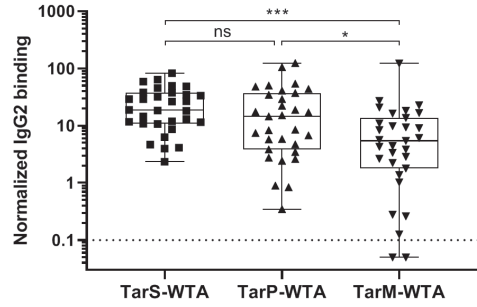 ***
ns
*
1000
100
10
1
0.1
Normalized IgG2 binding
TarS-WTA TarP-WTA TarM-WTA